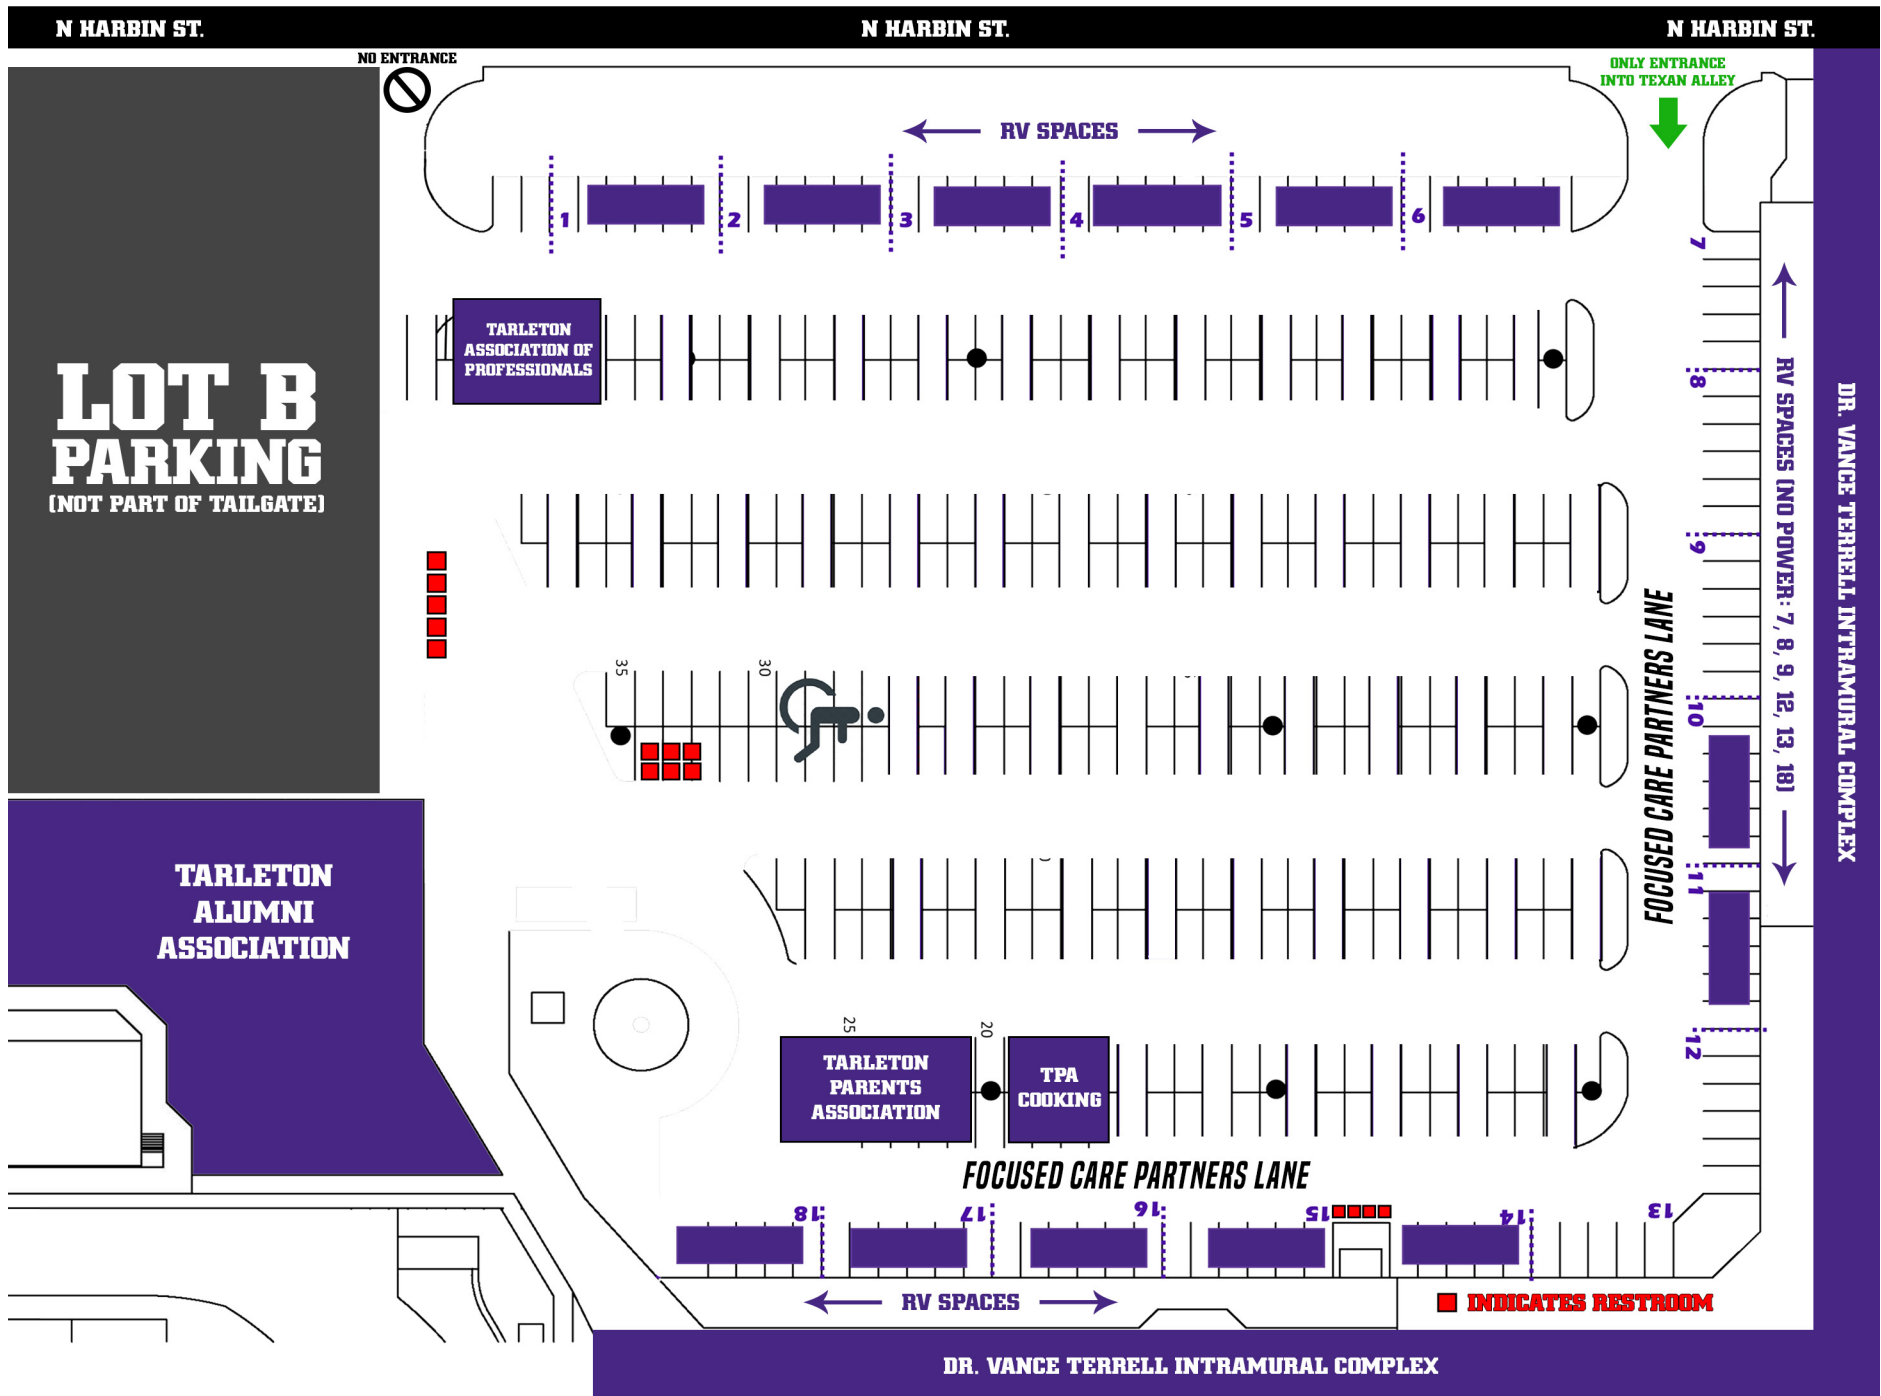 N HARBIN ST.
N HARBIN ST.
N HARBIN ST.
NO ENTRANCE
ONLY ENTRANCE
INTO TEXAN ALLEY
RV SPACES
1
2
3
4
5
6
7
TARLETON
ASSOCIATION OF
PROFESSIONALS
LOT B
PARKING
(NOT PART OF TAILGATE)
8
9
10
11
12
RV SPACES (NO POWER: 7, 8, 9, 12, 13, 18)
DR. VANCE TERRELL INTRAMURAL COMPLEX
FOCUSED CARE PARTNERS LANE
35
30
TARLETON
ALUMNI
ASSOCIATION
25
20
TARLETON
PARENTS
ASSOCIATION
TPA
COOKING
FOCUSED CARE PARTNERS LANE
18
17
16
15
14
13
RV SPACES
INDICATES RESTROOM
DR. VANCE TERRELL INTRAMURAL COMPLEX